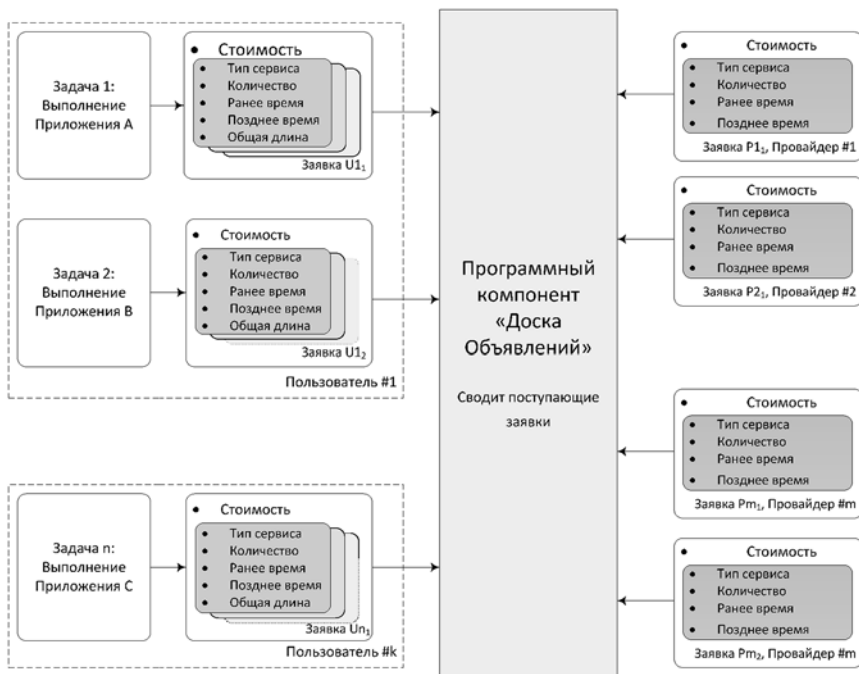 Задача 1:
Выполнение
Приложения А
• Стоимость
• Тип сервиса
• Количество
• Ранее время
• Позднее время
• Общая длина
Заявка U1₁
Задача 2:
Выполнение
Приложения В
• Стоимость
• Тип сервиса
• Количество
• Ранее время
• Позднее время
• Общая длина
Заявка U1₂
Пользователь #1
Задача n:
Выполнение
Приложения С
• Стоимость
• Тип сервиса
• Количество
• Ранее время
• Позднее время
• Общая длина
Заявка Un₁
Пользователь #k
Программный
компонент
«Доска
Объявлений»
Сводит поступающие
заявки
• Стоимость
• Тип сервиса
• Количество
• Ранее время
• Позднее время
Заявка P1₁, Провайдер #1
• Стоимость
• Тип сервиса
• Количество
• Ранее время
• Позднее время
Заявка P2₁, Провайдер #2
• Стоимость
• Тип сервиса
• Количество
• Ранее время
• Позднее время
Заявка Pm₁, Провайдер #m
• Стоимость
• Тип сервиса
• Количество
• Ранее время
• Позднее время
Заявка Pm₂, Провайдер #m